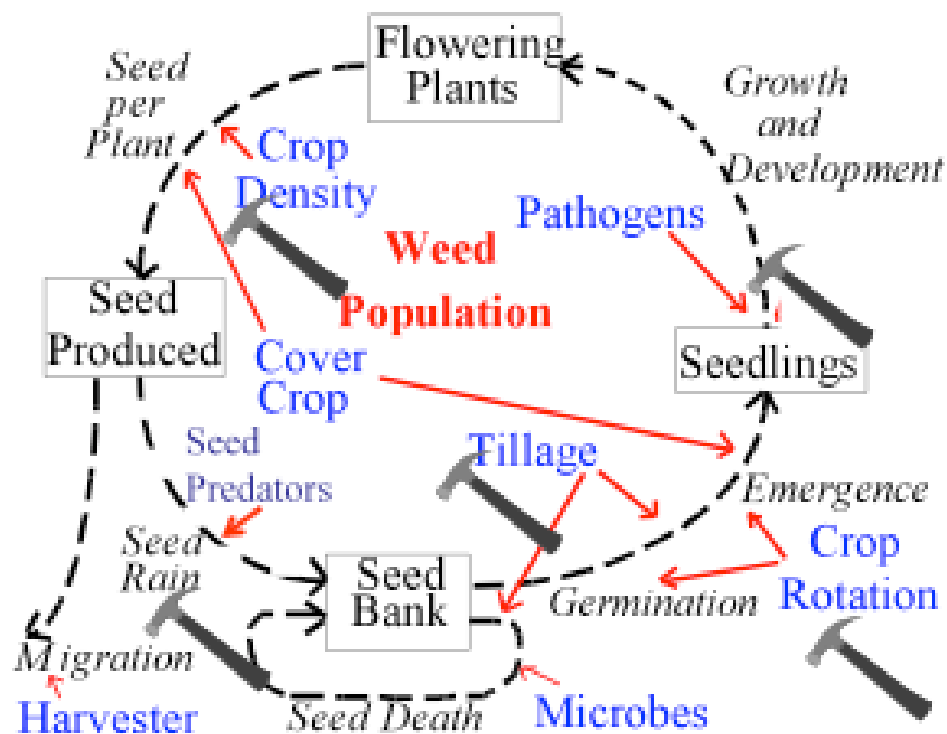 Flowering
Plants
Seed
per
Plant
Growth
and
Development
Crop
Density
Pathogens
Weed
Population
Seed
Produced
Cover
Crop
Seedlings
Seed
Predators
Tillage
Emergence
Seed
Rain
Crop
Rotation
Seed
Bank
Germination
Migration
Harvester
Seed Death
Microbes